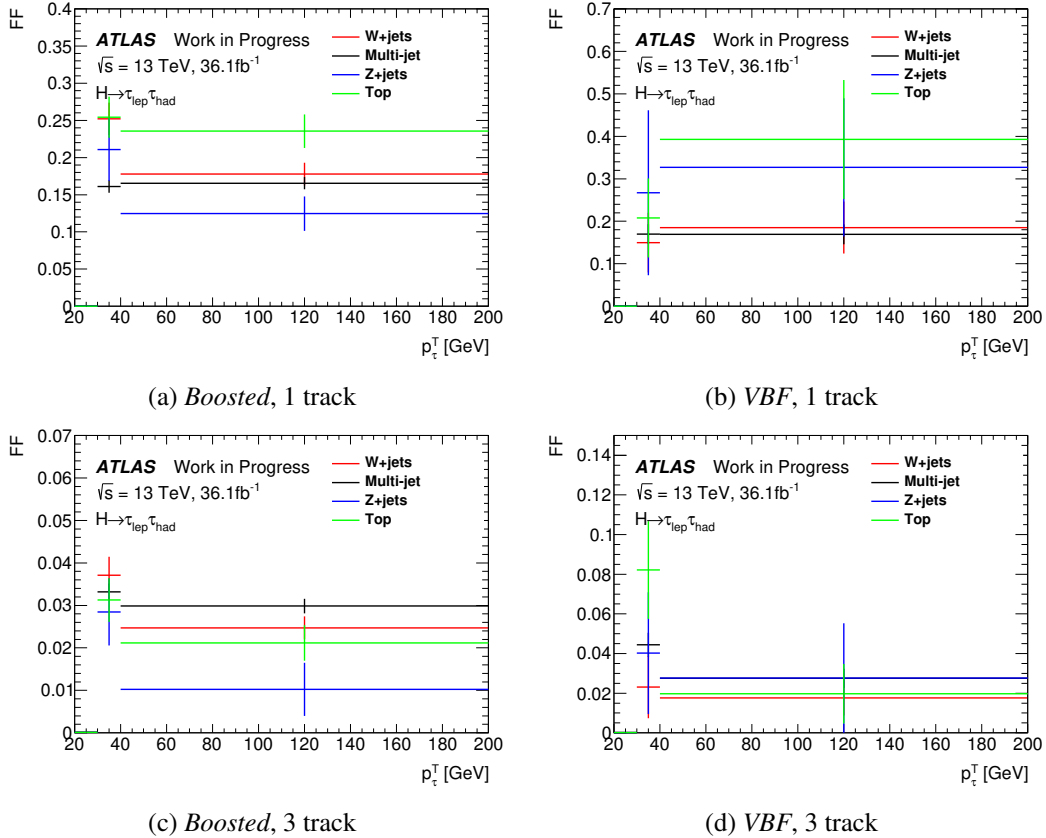 FF
0.4
0.35
0.3
0.25
0.2
0.15
0.1
0.05
0
ATLAS Work in Progress
√s = 13 TeV, 36.1fb⁻¹
H→τ_lep τ_had
W+jets
Multi-jet
Z+jets
Top
20 40 60 80 100 120 140 160 180 200
p_τ^T [GeV]
(a) Boosted, 1 track
FF
0.7
0.6
0.5
0.4
0.3
0.2
0.1
0
ATLAS Work in Progress
√s = 13 TeV, 36.1fb⁻¹
H→τ_lep τ_had
W+jets
Multi-jet
Z+jets
Top
20 40 60 80 100 120 140 160 180 200
p_τ^T [GeV]
(b) VBF, 1 track
FF
0.07
0.06
0.05
0.04
0.03
0.02
0.01
0
ATLAS Work in Progress
√s = 13 TeV, 36.1fb⁻¹
H→τ_lep τ_had
W+jets
Multi-jet
Z+jets
Top
20 40 60 80 100 120 140 160 180 200
p_τ^T [GeV]
(c) Boosted, 3 track
FF
0.14
0.12
0.1
0.08
0.06
0.04
0.02
0
ATLAS Work in Progress
√s = 13 TeV, 36.1fb⁻¹
H→τ_lep τ_had
W+jets
Multi-jet
Z+jets
Top
20 40 60 80 100 120 140 160 180 200
p_τ^T [GeV]
(d) VBF, 3 track